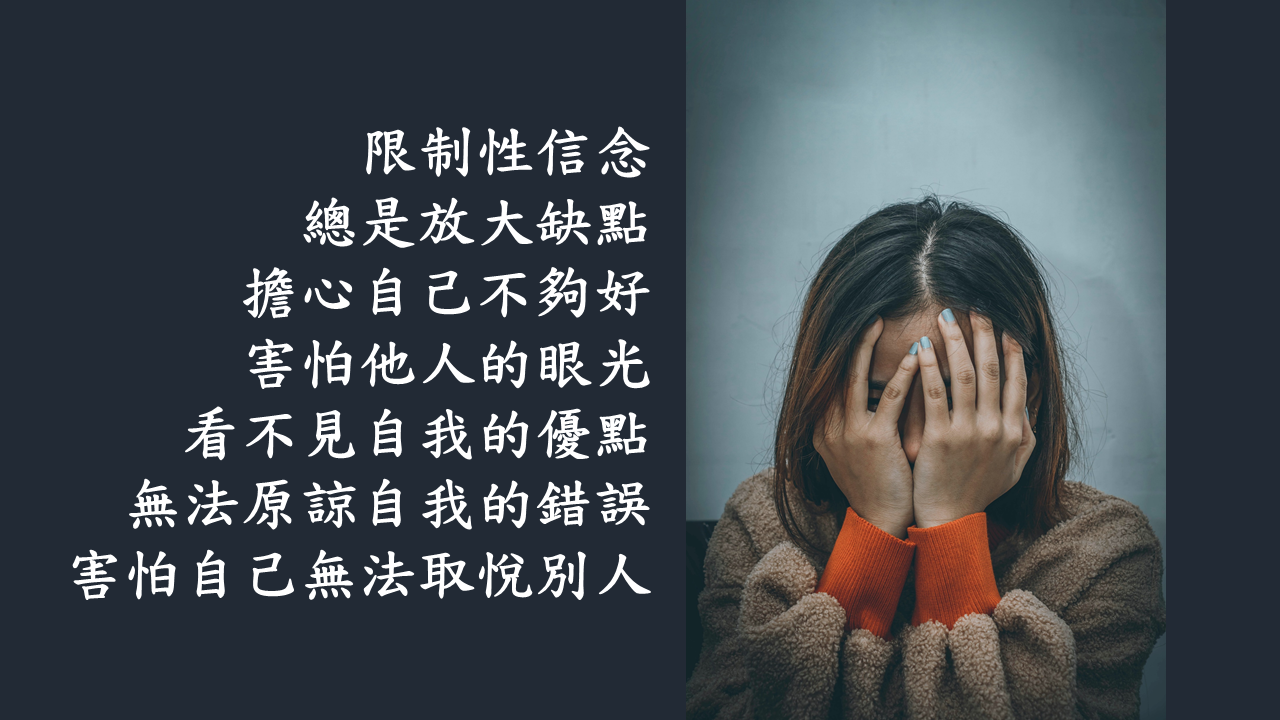 限制性信念
總是放大缺點
擔心自己不夠好
害怕他人的眼光
看不見自我的優點
無法原諒自我的錯誤
害怕自己無法取悅別人